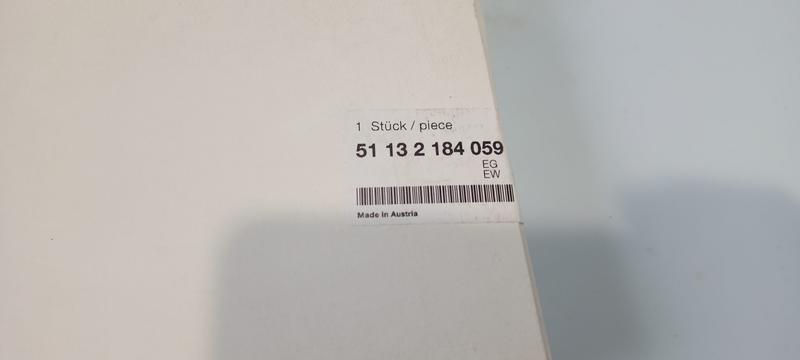 1 Stück / piece
51 13 2 184 059
EG
EW
Made in Austria